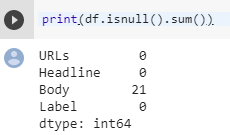 print(df.isnull().sum())
URLs 0
Headline 0
Body 21
Label 0
dtype: int64